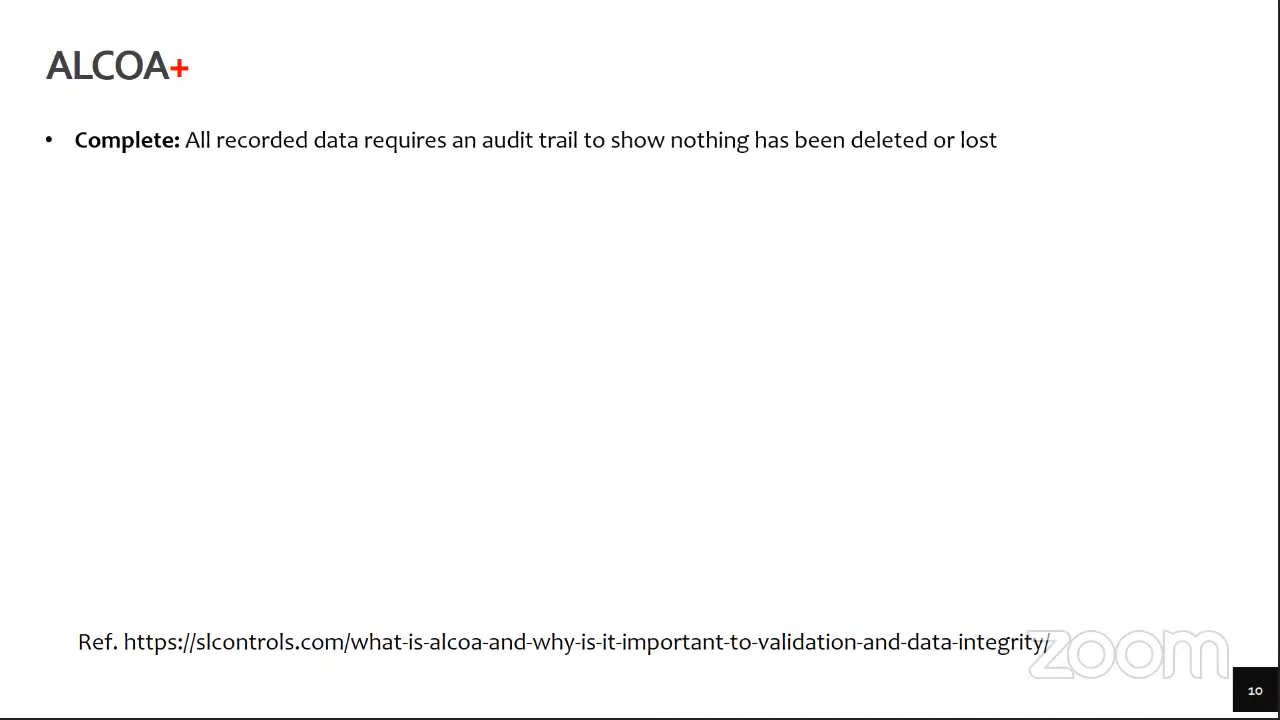 ALCOA+
• Complete: All recorded data requires an audit trail to show nothing has been deleted or lost
Ref. https://slcontrols.com/what-is-alcoa-and-why-is-it-important-to-validation-and-data-integrity/
zoom
10